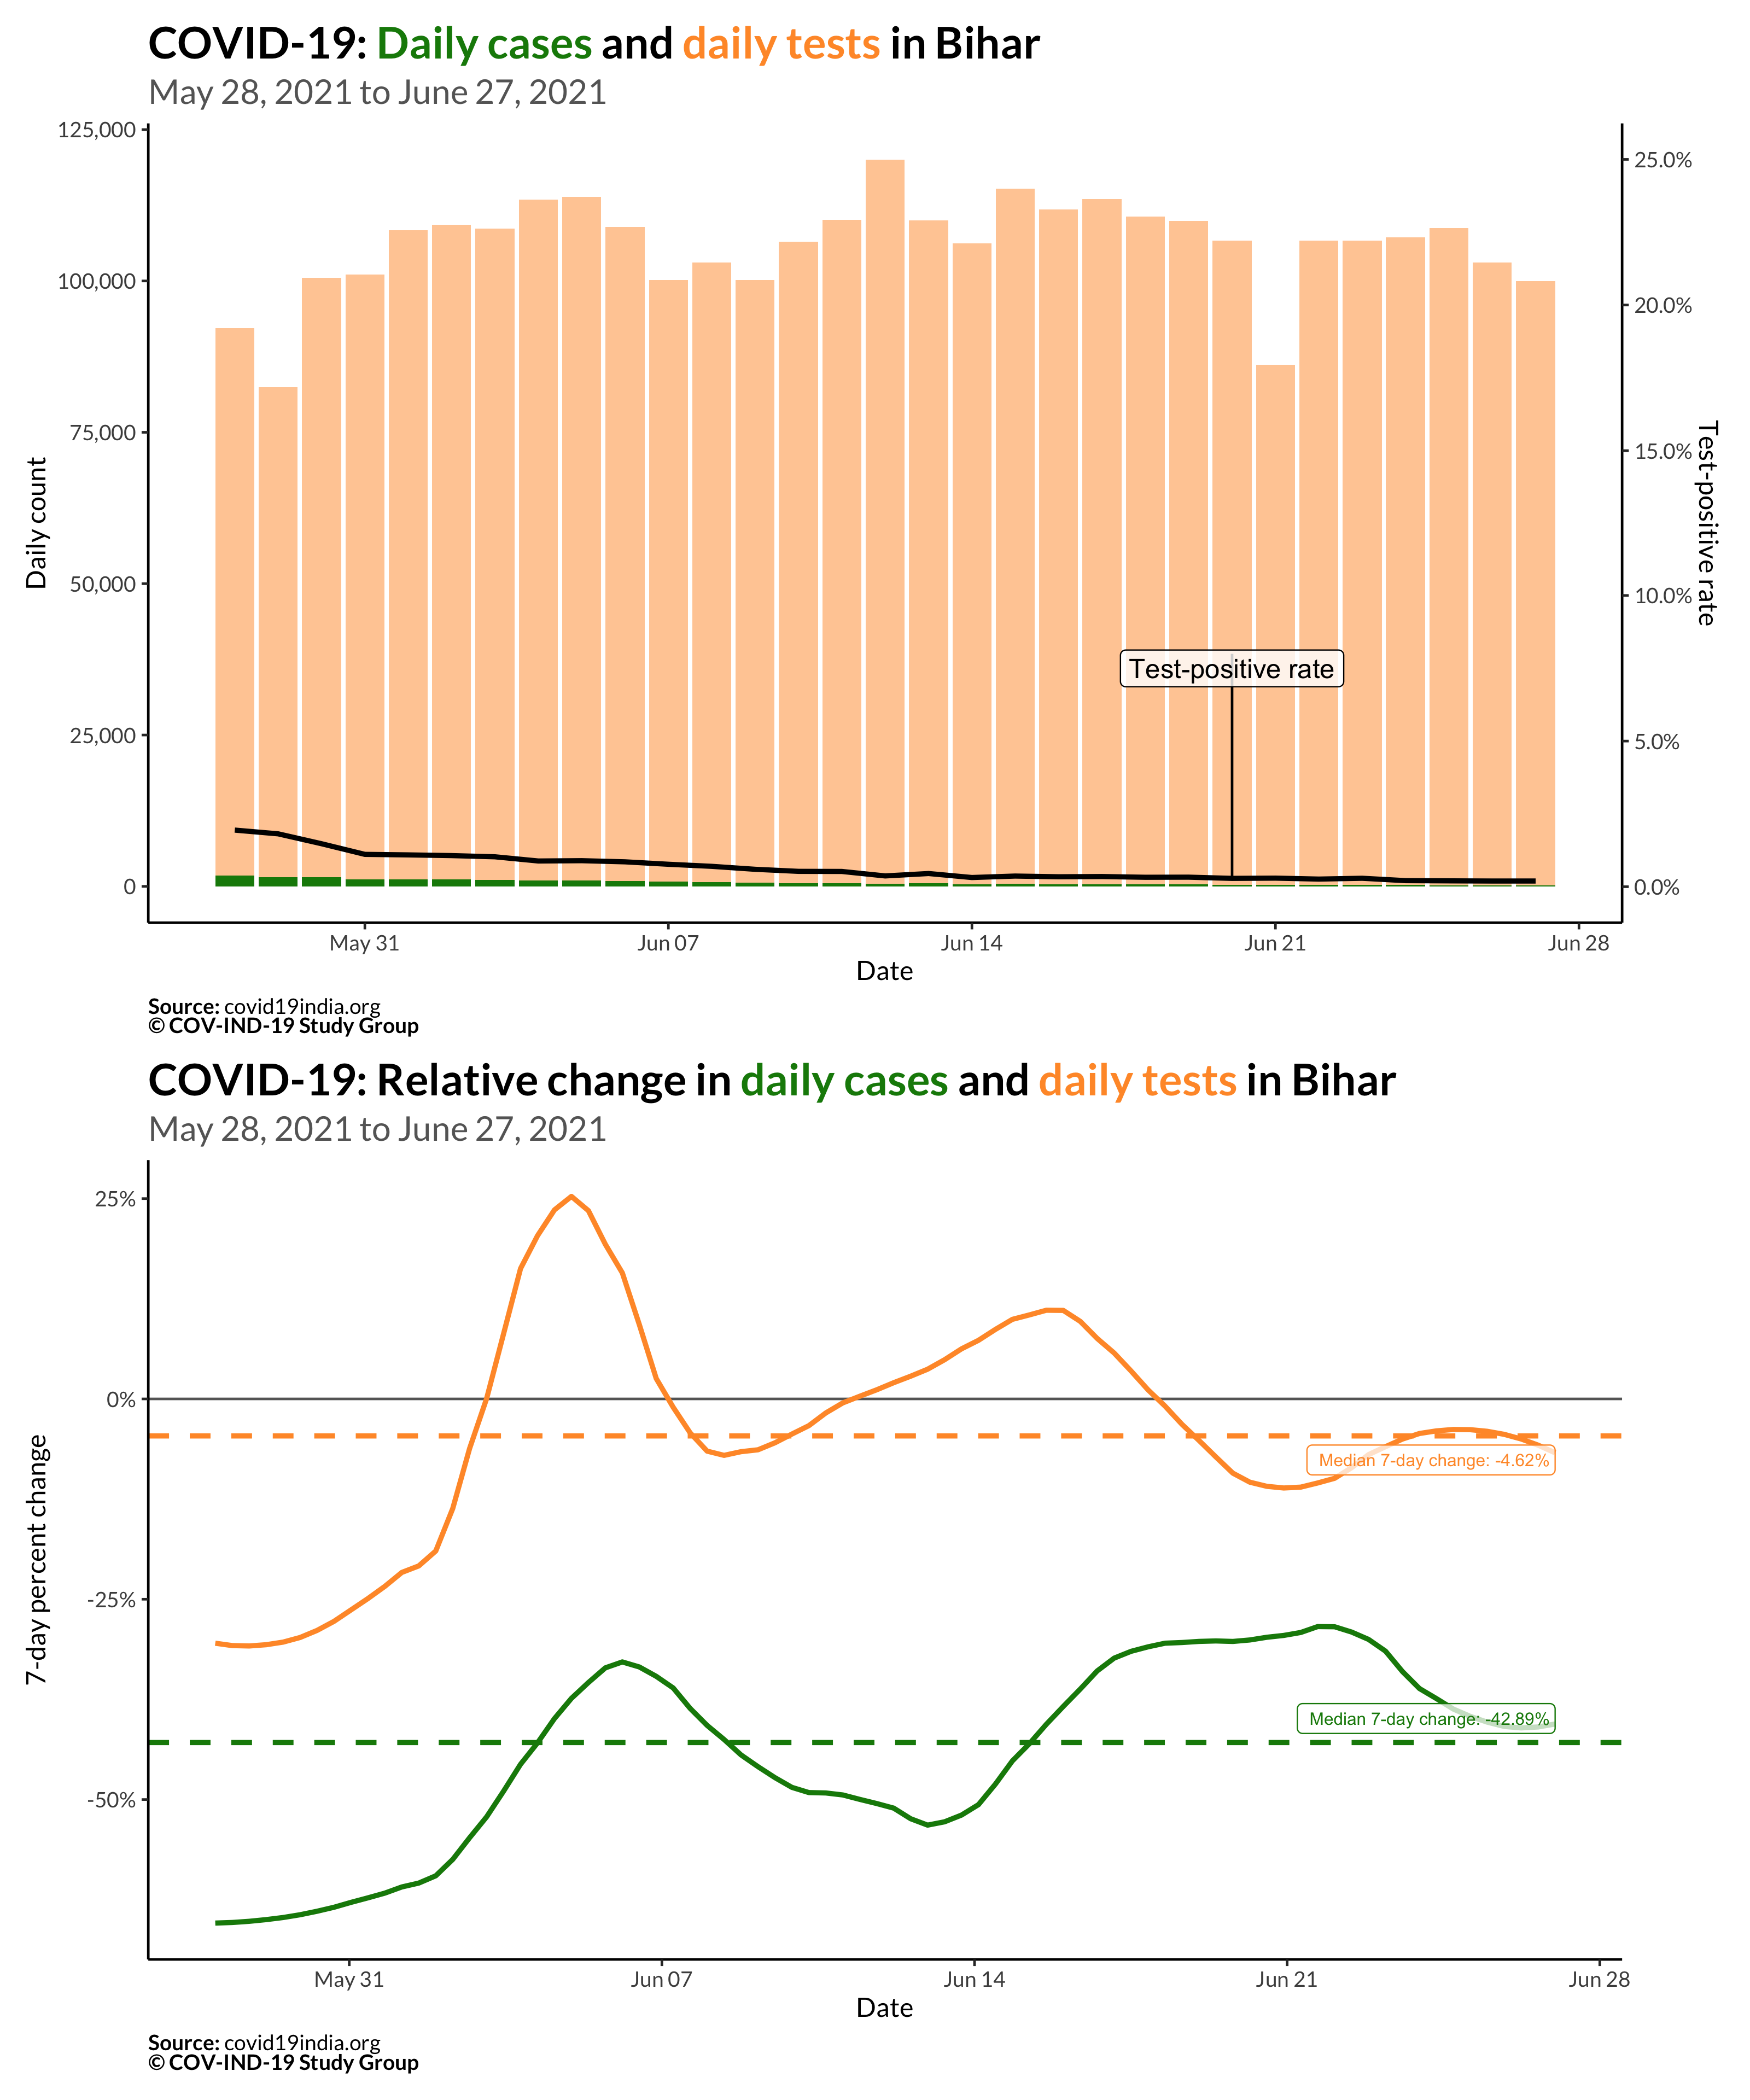 COVID-19: Daily cases and daily tests in Bihar
May 28, 2021 to June 27, 2021
125,000
100,000
75,000
50,000
25,000
0
Daily count
25.0%
20.0%
15.0%
10.0%
5.0%
0.0%
Test-positive rate
Test-positive rate
May 31
Jun 07
Jun 14
Jun 21
Jun 28
Date
Source: covid19india.org
© COV-IND-19 Study Group
COVID-19: Relative change in daily cases and daily tests in Bihar
May 28, 2021 to June 27, 2021
25%
0%
-25%
-50%
7-day percent change
Median 7-day change: -4.62%
Median 7-day change: -42.89%
May 31
Jun 07
Jun 14
Jun 21
Jun 28
Date
Source: covid19india.org
© COV-IND-19 Study Group